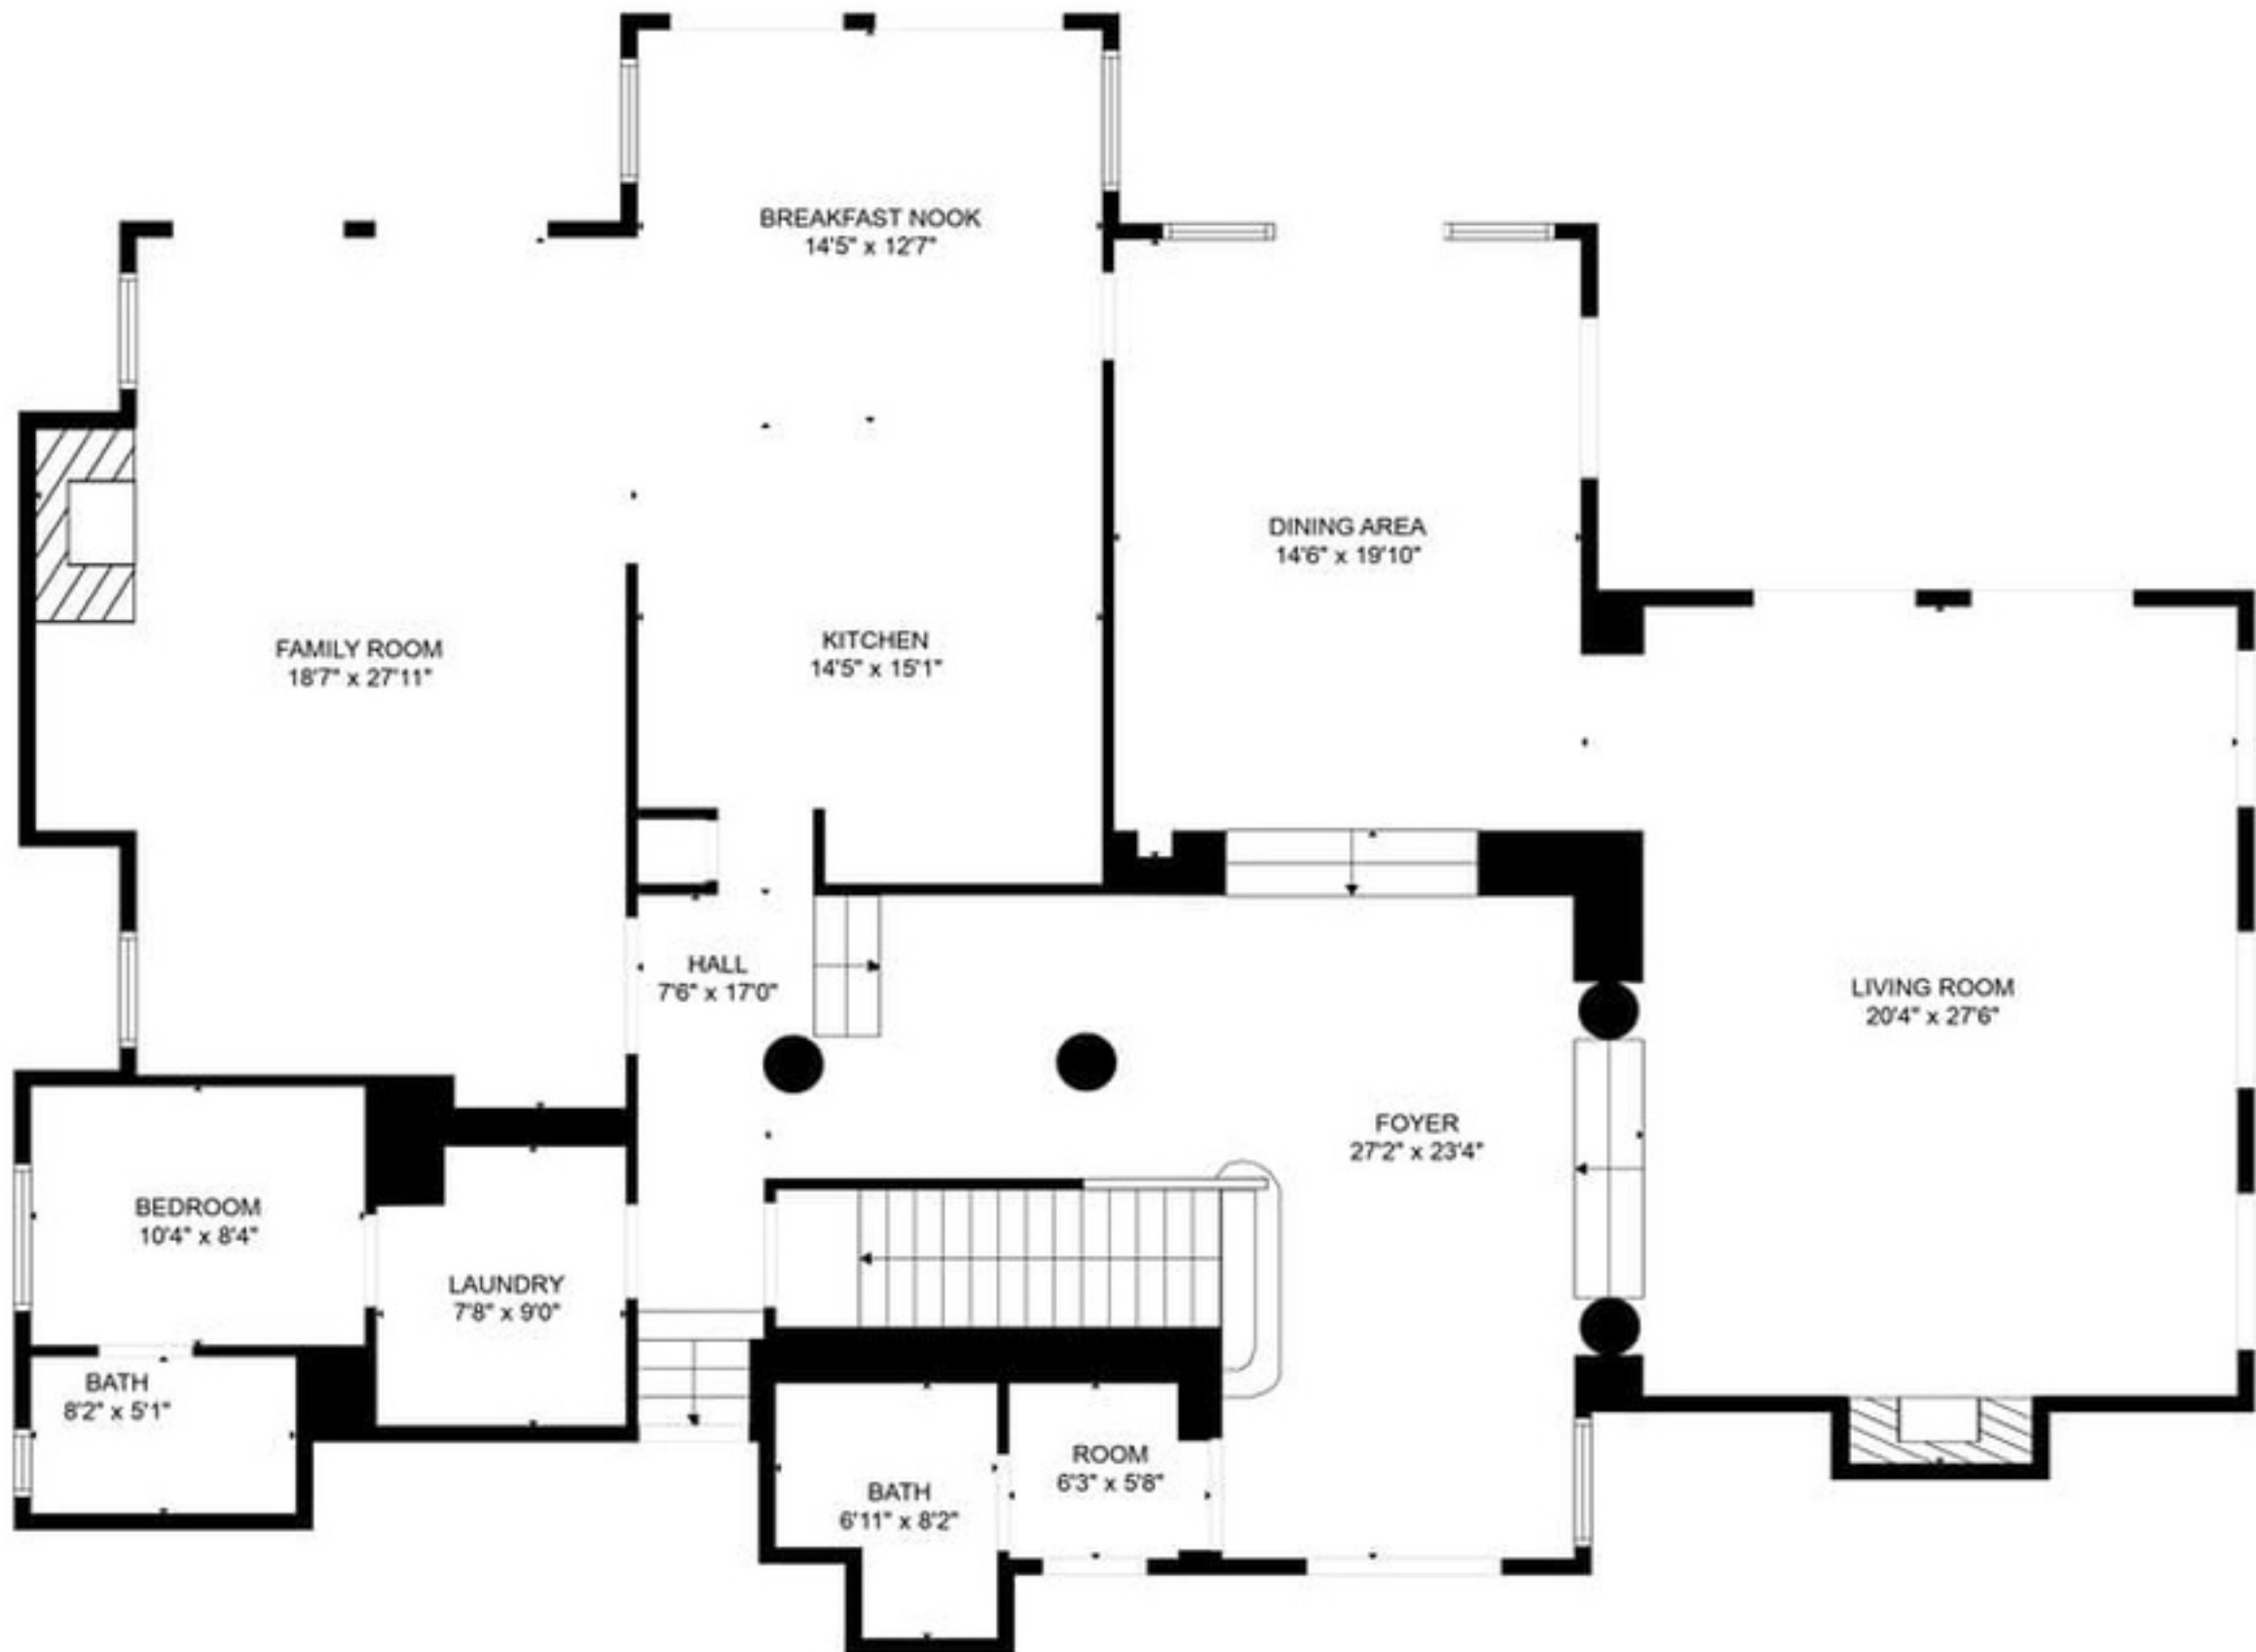 BREAKFAST NOOK
14'5" x 12'7"
DINING AREA
14'6" x 19'10"
FAMILY ROOM
18'7" x 27'11"
KITCHEN
14'5" x 15'1"
HALL
7'6" x 17'0"
LIVING ROOM
20'4" x 27'6"
FOYER
27'2" x 23'4"
BEDROOM
10'4" x 8'4"
LAUNDRY
7'8" x 9'0"
BATH
8'2" x 5'1"
ROOM
6'3" x 5'8"
BATH
6'11" x 8'2"